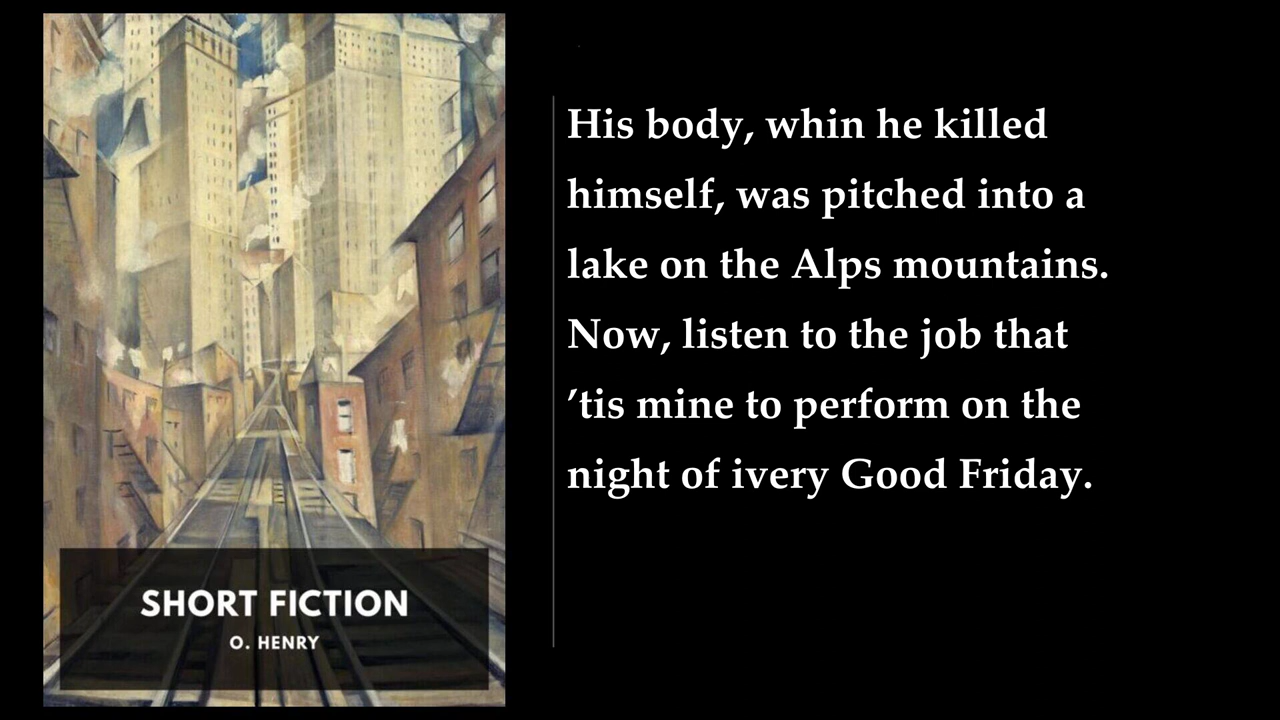 SHORT FICTION
O. HENRY
His body, whin he killed
himself, was pitched into a
lake on the Alps mountains.
Now, listen to the job that
’tis mine to perform on the
night of ivery Good Friday.